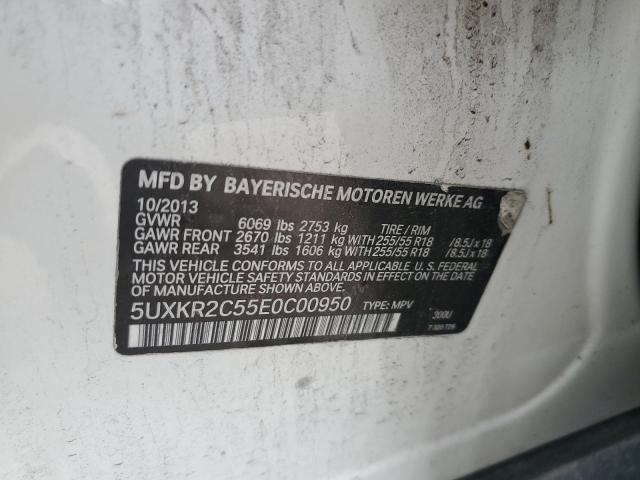 MFD BY BAYERISCHE MOTOREN WERKE AG
10/2013
GVWR 6069 lbs 2753 kg TIRE / RIM
GAWR FRONT 2670 lbs 1211 kg WITH 255/55 R18 /8.5J x 18
GAWR REAR 3541 lbs 1606 kg WITH 255/55 R18 /8.5J x 18
THIS VEHICLE CONFORMS TO ALL APPLICABLE U.S. FEDERAL
MOTOR VEHICLE SAFETY STANDARDS IN EFFECT ON THE DATE
OF MANUFACTURE SHOWN ABOVE.
5UXKR2C55E0C00950 TYPE: MPV 300U